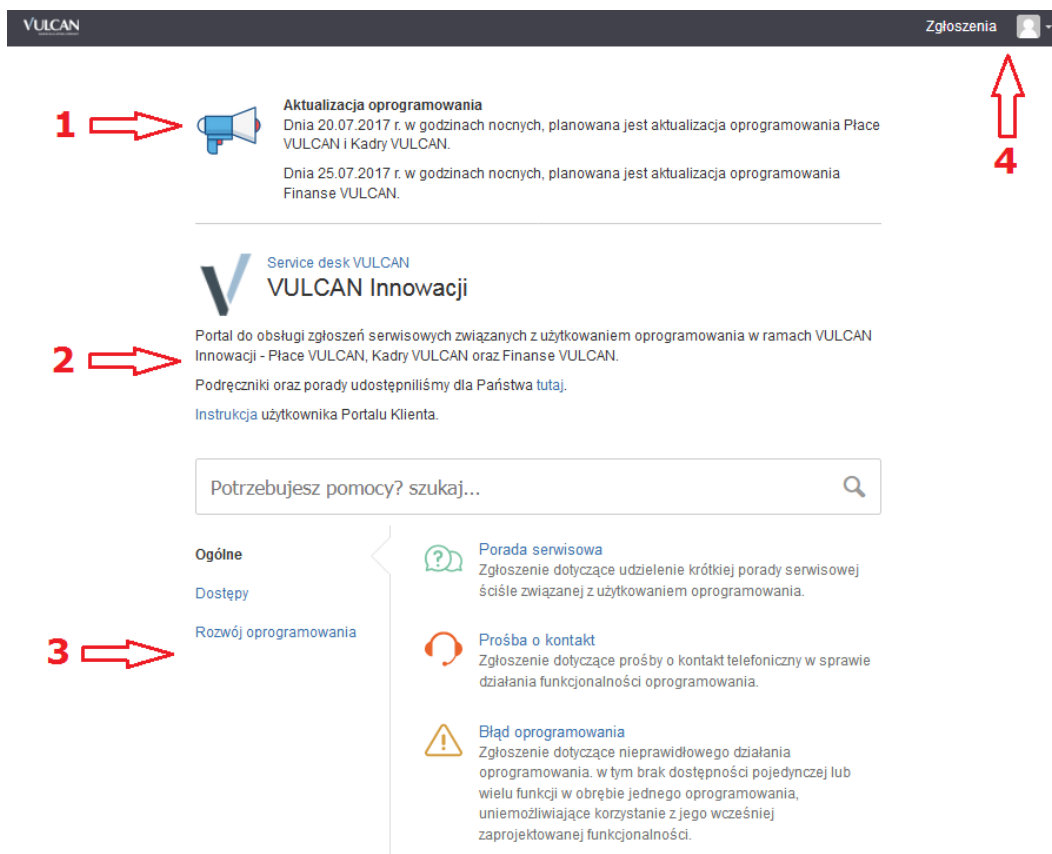 VULCAN
Zgłoszenia
1
Aktualizacja oprogramowania
Dnia 20.07.2017 r. w godzinach nocnych, planowana jest aktualizacja oprogramowania Płace
VULCAN i Kadry VULCAN.
Dnia 25.07.2017 r. w godzinach nocnych, planowana jest aktualizacja oprogramowania
Finanse VULCAN.
4
Service desk VULCAN
VULCAN Innowacji
2
Portal do obsługi zgłoszeń serwisowych związanych z użytkowaniem oprogramowania w ramach VULCAN
Innowacji - Płace VULCAN, Kadry VULCAN oraz Finanse VULCAN.
Podręczniki oraz porady udostępniliśmy dla Państwa tutaj.
Instrukcja użytkownika Portalu Klienta.
Potrzebujesz pomocy? szukaj...
3
Ogólne
Dostępy
Rozwój oprogramowania
Porada serwisowa
Zgłoszenie dotyczące udzielenie krótkiej porady serwisowej
ściśle związanej z użytkowaniem oprogramowania.
Prośba o kontakt
Zgłoszenie dotyczące prośby o kontakt telefoniczny w sprawie
działania funkcjonalności oprogramowania.
Błąd oprogramowania
Zgłoszenie dotyczące nieprawidłowego działania
oprogramowania. w tym brak dostępności pojedynczej lub
wielu funkcji w obrębie jednego oprogramowania,
uniemożliwiające korzystanie z jego wcześniej
zaprojektowanej funkcjonalności.